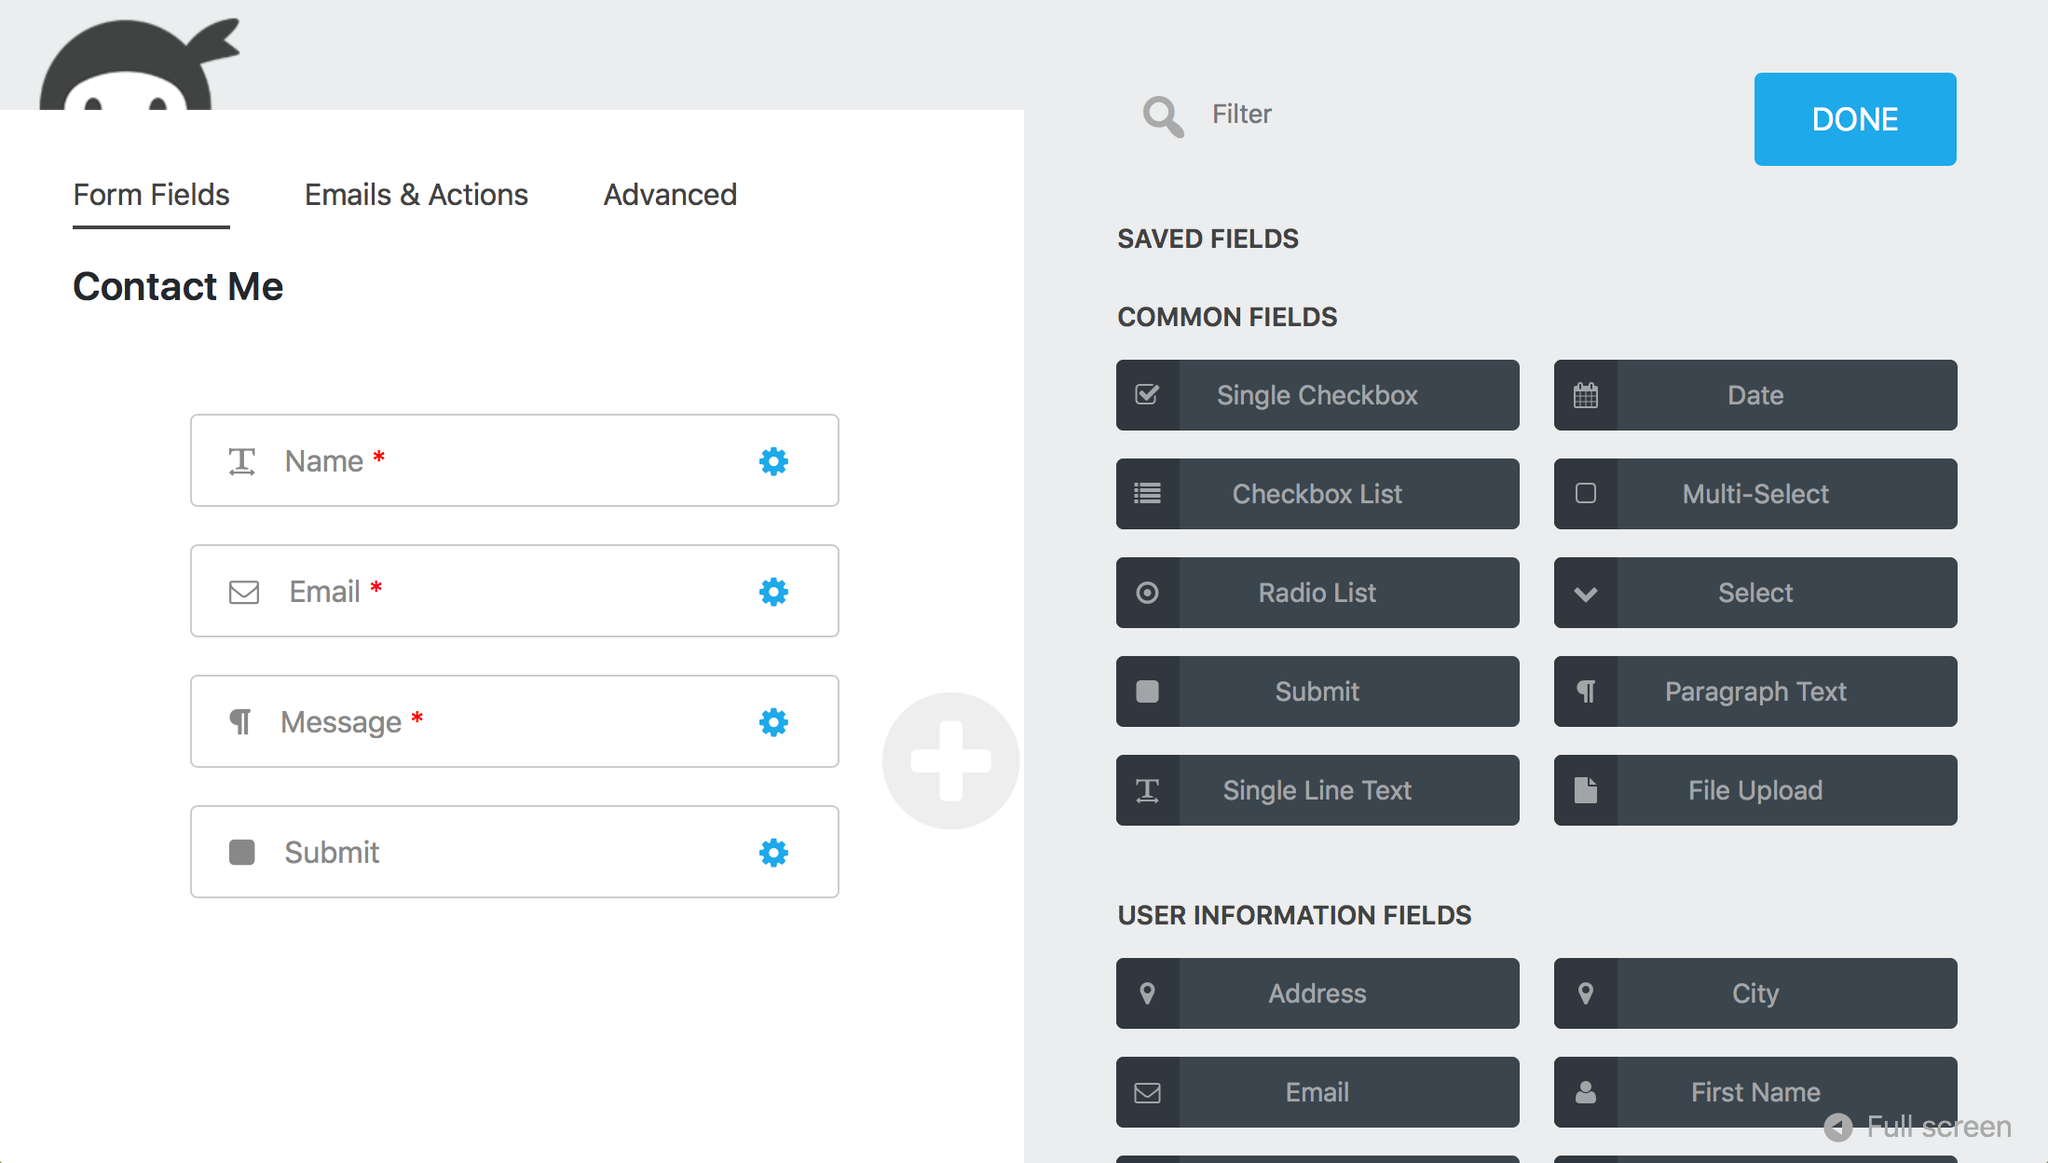 Filter
DONE
Form Fields
Emails & Actions
Advanced
Contact Me
Name *
Email *
Message *
Submit
SAVED FIELDS
COMMON FIELDS
Single Checkbox
Date
Checkbox List
Multi-Select
Radio List
Select
Submit
Paragraph Text
Single Line Text
File Upload
USER INFORMATION FIELDS
Address
City
Email
First Name
Full screen